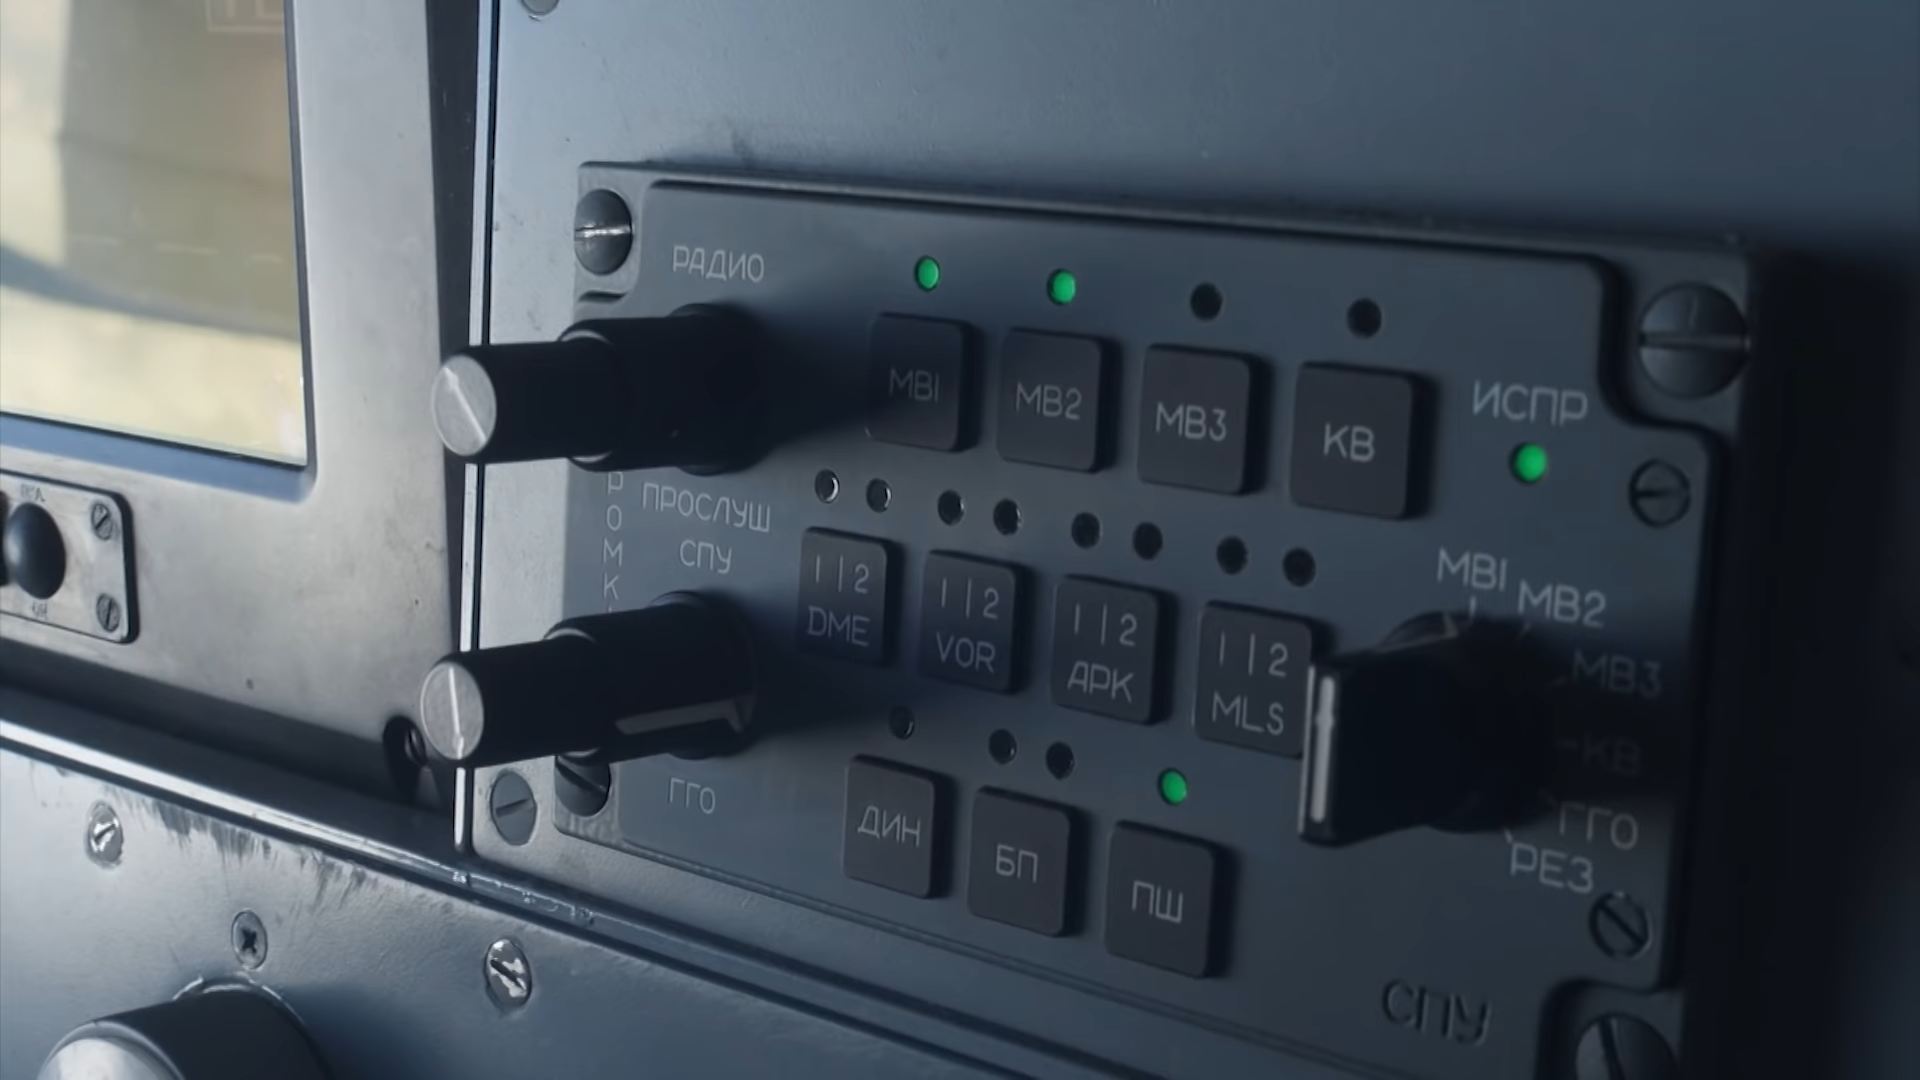 РАДИО
МВ1
МВ2
МВ3
КВ
ИСПР
ПРОСЛУШ
СПУ
1|2
DME
1|2
VOR
1|2
АРК
1|2
MLS
МВ1
МВ2
МВ3
КВ
ГГО
РЕЗ
ГГО
ДИН
БП
ПШ
СПУ